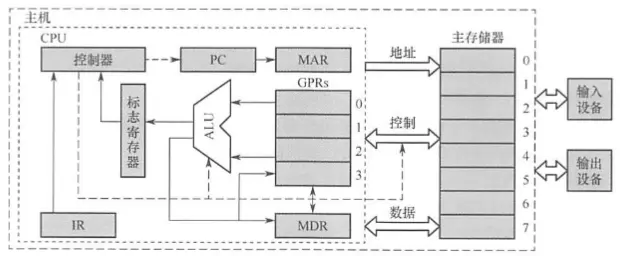 主机
CPU
控制器
PC
MAR
地址
主存储器
GPRs
标志寄存器
ALU
0
1
2
3
控制
IR
MDR
数据
0
1
2
3
4
5
6
7
输入
设备
输出
设备